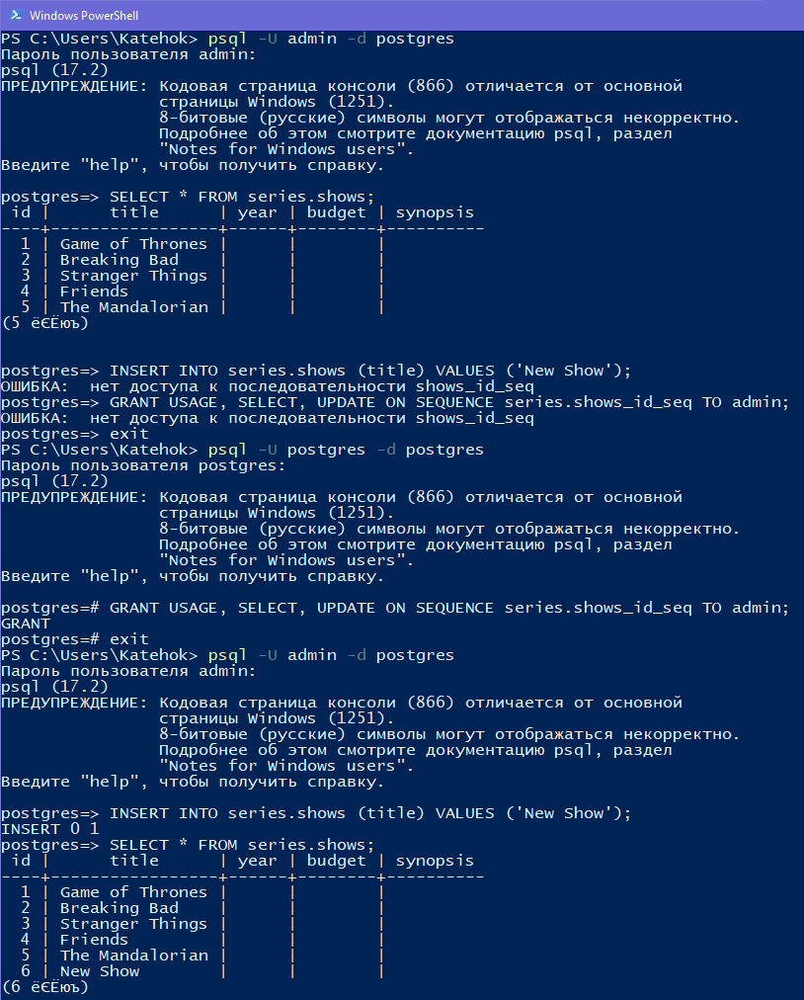 Windows PowerShell
PS C:\Users\Katehok> psql -U admin -d postgres
Пароль пользователя admin:
psql (17.2)
ПРЕДУПРЕЖДЕНИЕ: Кодовая страница консоли (866) отличается от основной
                страницы Windows (1251).
                8-битовые (русские) символы могут отображаться некорректно.
                Подробнее об этом смотрите документацию psql, раздел
                "Notes for Windows users".
Введите "help", чтобы получить справку.
postgres=> SELECT * FROM series.shows;
 id |      title      | year | budget | synopsis
----+-----------------+------+--------+----------
  1 | Game of Thrones |      |        |
  2 | Breaking Bad    |      |        |
  3 | Stranger Things |      |        |
  4 | Friends         |      |        |
  5 | The Mandalorian |      |        |
(5 ёЄЁюъ)
postgres=> INSERT INTO series.shows (title) VALUES ('New Show');
ОШИБКА:  нет доступа к последовательности shows_id_seq
postgres=> GRANT USAGE, SELECT, UPDATE ON SEQUENCE series.shows_id_seq TO admin;
ОШИБКА:  нет доступа к последовательности shows_id_seq
postgres=> exit
PS C:\Users\Katehok> psql -U postgres -d postgres
Пароль пользователя postgres:
psql (17.2)
ПРЕДУПРЕЖДЕНИЕ: Кодовая страница консоли (866) отличается от основной
                страницы Windows (1251).
                8-битовые (русские) символы могут отображаться некорректно.
                Подробнее об этом смотрите документацию psql, раздел
                "Notes for Windows users".
Введите "help", чтобы получить справку.
postgres=# GRANT USAGE, SELECT, UPDATE ON SEQUENCE series.shows_id_seq TO admin;
GRANT
postgres=# exit
PS C:\Users\Katehok> psql -U admin -d postgres
Пароль пользователя admin:
psql (17.2)
ПРЕДУПРЕЖДЕНИЕ: Кодовая страница консоли (866) отличается от основной
                страницы Windows (1251).
                8-битовые (русские) символы могут отображаться некорректно.
                Подробнее об этом смотрите документацию psql, раздел
                "Notes for Windows users".
Введите "help", чтобы получить справку.
postgres=> INSERT INTO series.shows (title) VALUES ('New Show');
INSERT 0 1
postgres=> SELECT * FROM series.shows;
 id |      title      | year | budget | synopsis
----+-----------------+------+--------+----------
  1 | Game of Thrones |      |        |
  2 | Breaking Bad    |      |        |
  3 | Stranger Things |      |        |
  4 | Friends         |      |        |
  5 | The Mandalorian |      |        |
  6 | New Show        |      |        |
(6 ёЄЁюъ)